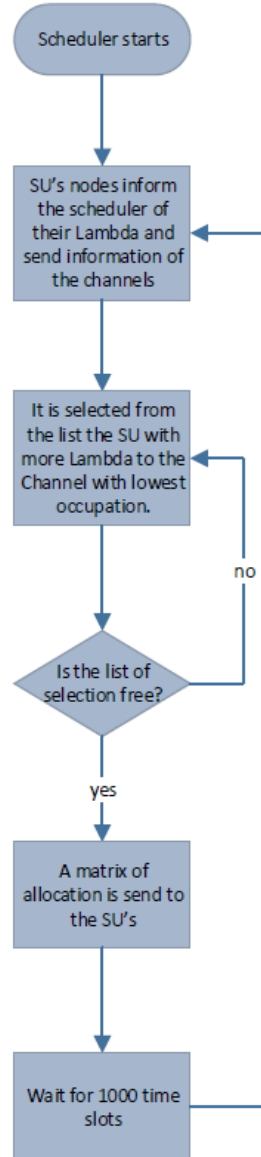 Scheduler starts
SU's nodes inform
the scheduler of
their Lambda and
send information of
the channels
It is selected from
the list the SU with
more Lambda to the
Channel with lowest
occupation.
no
Is the list of
selection free?
yes
A matrix of
allocation is send to
the SU's
Wait for 1000 time
slots